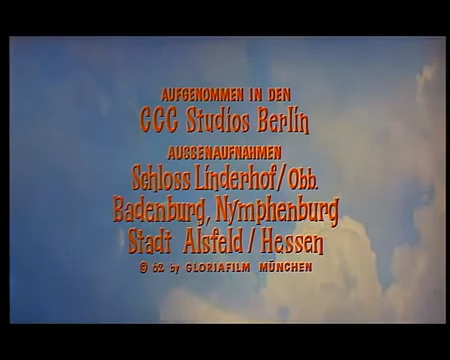 AUFGENOMMEN IN DEN
CCC Studios Berlin
AUSSENAUFNAHMEN
Schloss Linderhof/Obb.
Badenburg, Nymphenburg
Stadt Alsfeld / Hessen
© 62 by GLORIAFILM MÜNCHEN